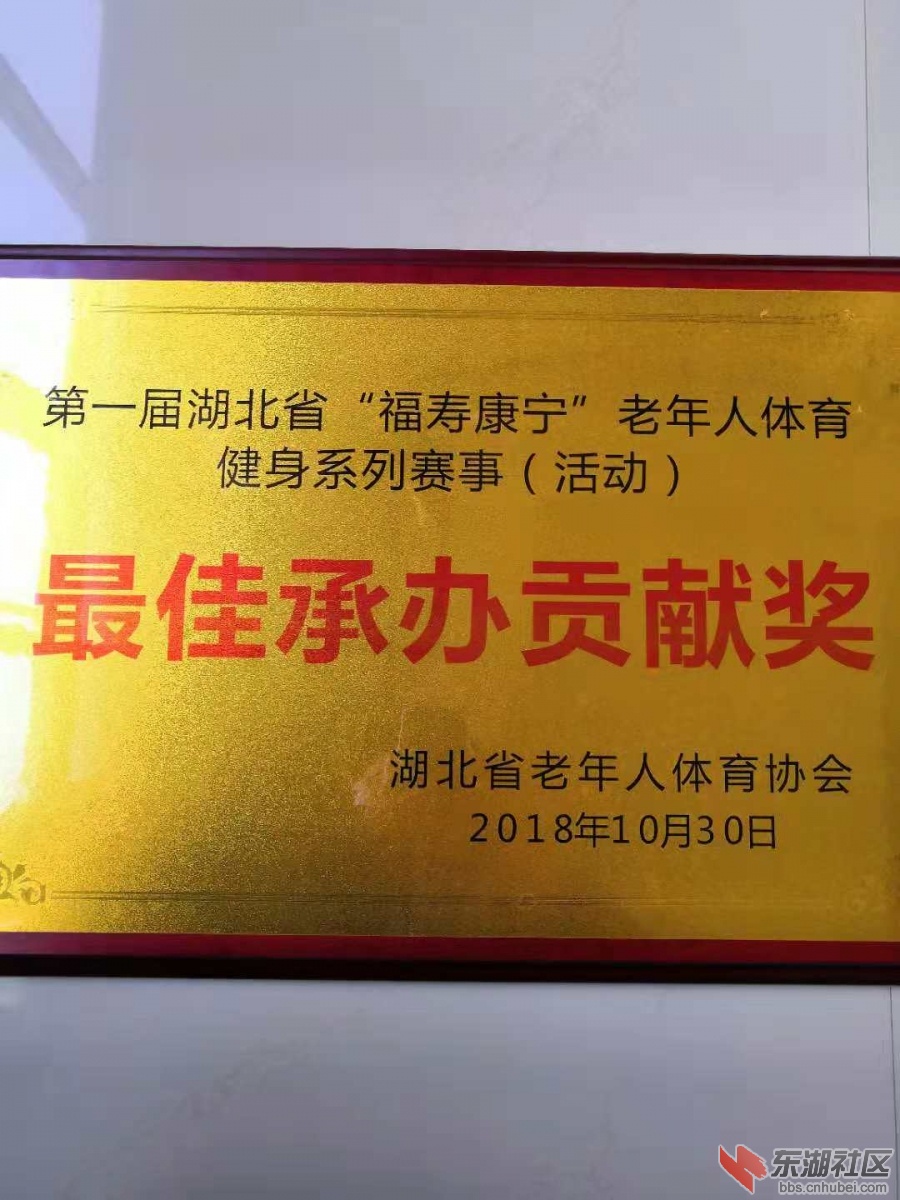 第一届湖北省“福寿康宁”老年人体育
健身系列赛事（活动）
最佳承办贡献奖
湖北省老年人体育协会
2018年10月30日
东湖社区
bbs.cnhubei.com